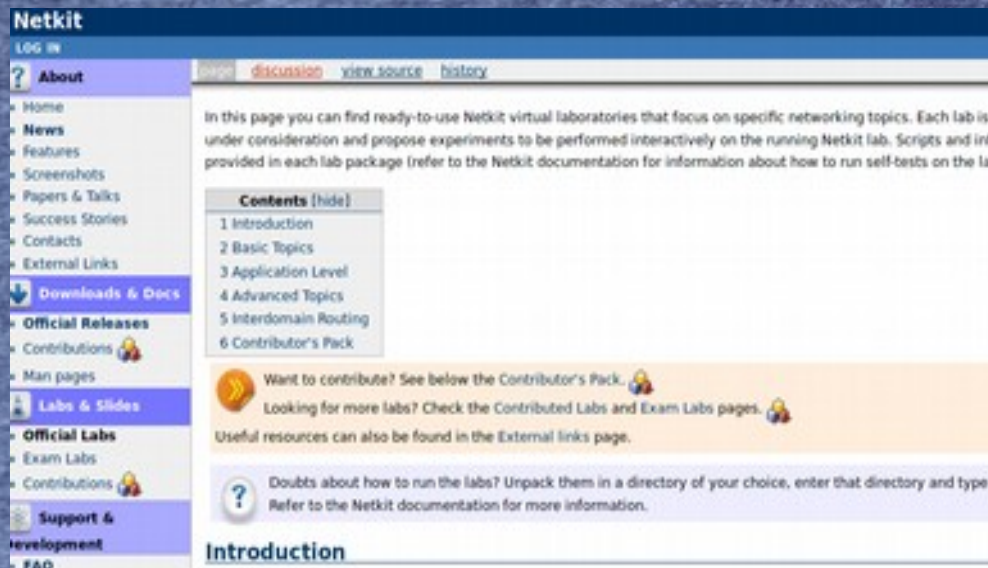 Netkit
LOG IN
About
Home
News
Features
Screenshots
Papers & Talks
Success Stories
Contacts
External Links
Downloads & Docs
Official Releases
Contributions
Man pages
Labs & Slides
Official Labs
Exam Labs
Contributions
Support &
Development
FAQ
page discussion view source history
In this page you can find ready-to-use Netkit virtual laboratories that focus on specific networking topics. Each lab is
under consideration and propose experiments to be performed interactively on the running Netkit lab. Scripts and
provided in each lab package (refer to the Netkit documentation for information about how to run self-tests on the
Contents [hide]
1 Introduction
2 Basic Topics
3 Application Level
4 Advanced Topics
5 Interdomain Routing
6 Contributor's Pack
Want to contribute? See below the Contributor's Pack.
Looking for more labs? Check the Contributed Labs and Exam Labs pages.
Useful resources can also be found in the External links page.
Doubts about how to run the labs? Unpack them in a directory of your choice, enter that directory and type
Refer to the Netkit documentation for more information.
Introduction